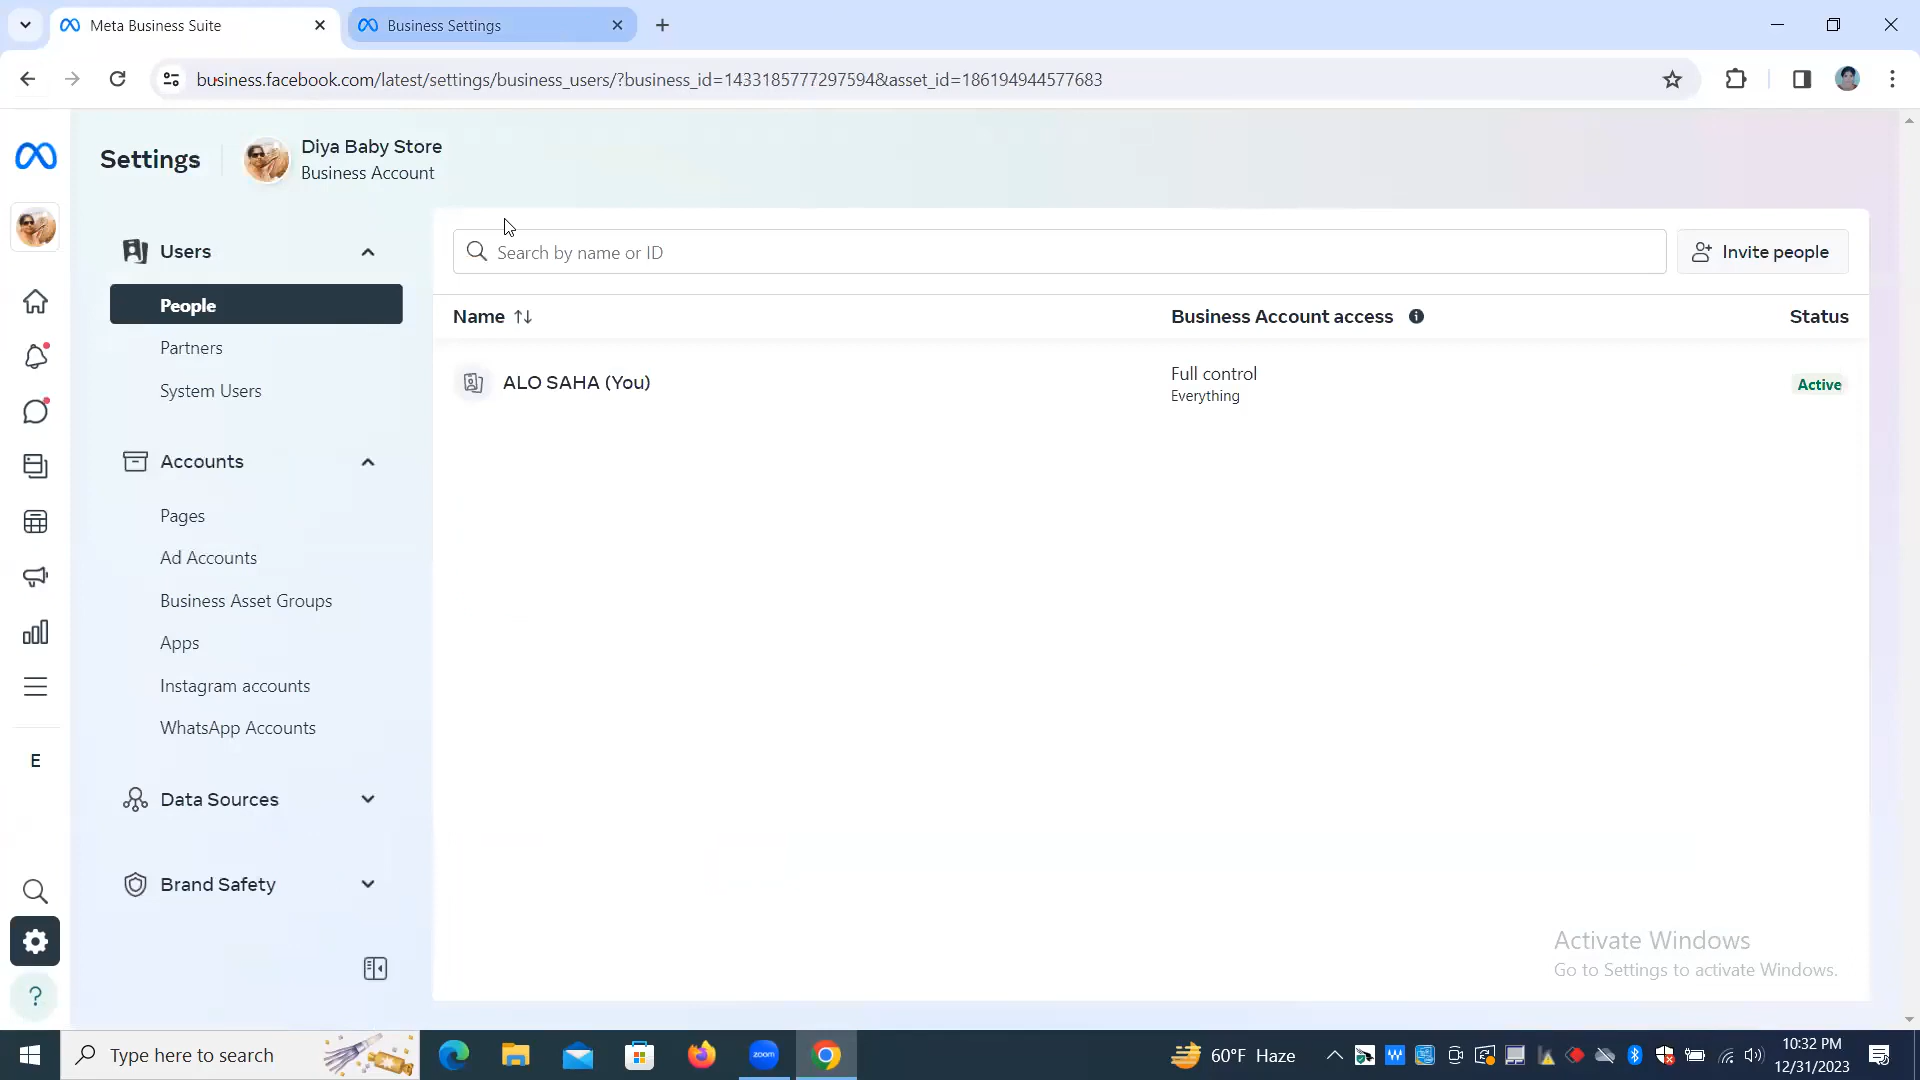 Meta Business Suite
Business Settings
business.facebook.com/latest/settings/business_users/?business_id=1433185777297594&asset_id=186194944577683
Settings
Diya Baby Store
Business Account
Users
People
Partners
System Users
Accounts
Pages
Ad Accounts
Business Asset Groups
Apps
Instagram accounts
WhatsApp Accounts
Data Sources
Brand Safety
E
?
Search by name or ID
Invite people
Name
Business Account access
Status
ALO SAHA (You)
Full control
Everything
Active
Activate Windows
Go to Settings to activate Windows.
Type here to search
zoom
60°F Haze
10:32 PM
12/31/2023